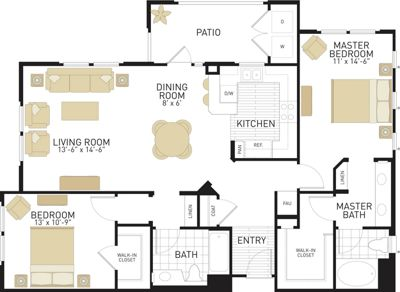 PATIO
D
W
MASTER
BEDROOM
11' x 14'-6"
DINING
ROOM
8' x 6'
D/W
KITCHEN
LIVING ROOM
13'-6" x 14'-6"
PAN
REF.
LINEN
BEDROOM
13' x 10'-9"
LINEN
COAT
FAU
MASTER
BATH
WALK-IN
CLOSET
BATH
ENTRY
WALK-IN
CLOSET